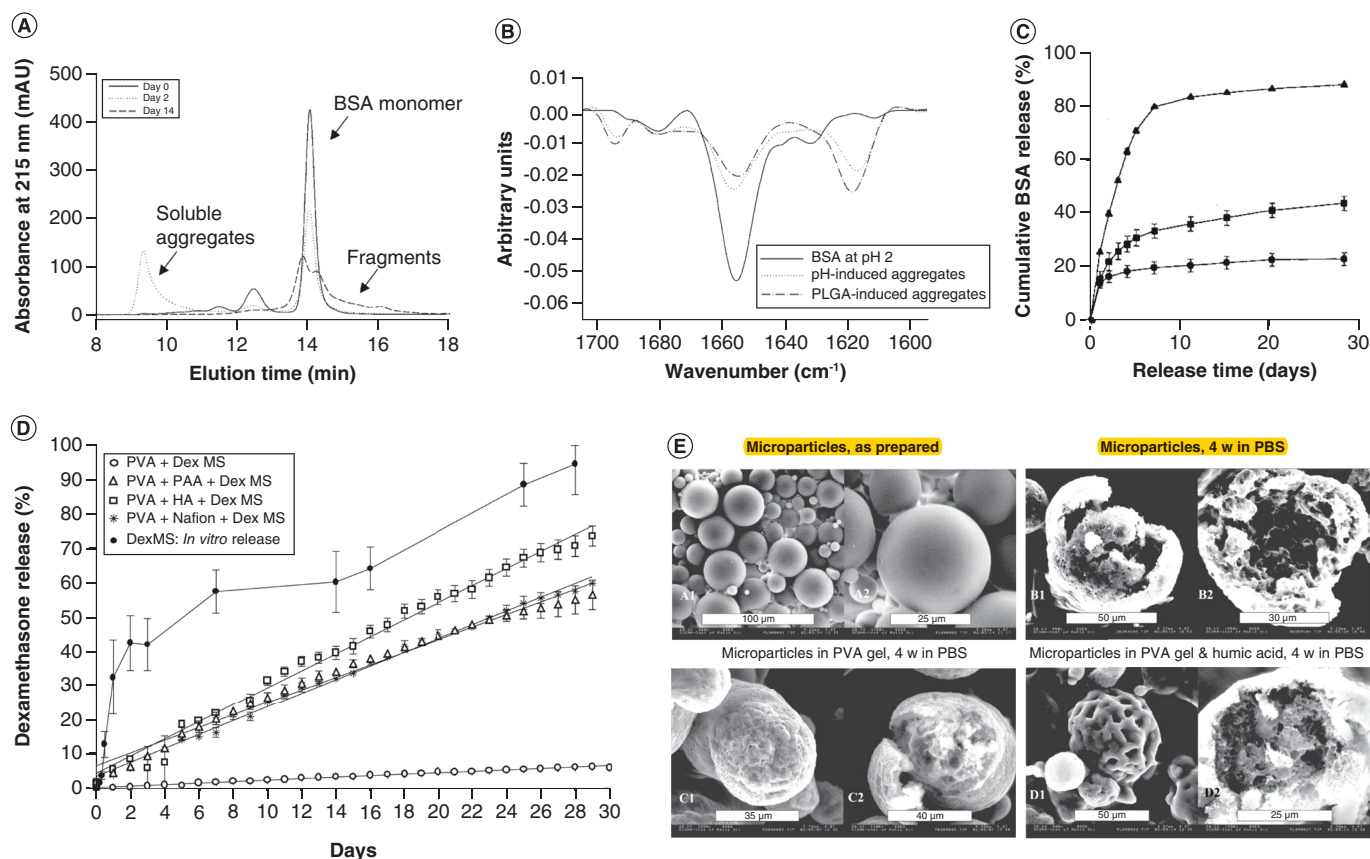 A
Absorbance at 215 nm (mAU)
500
400
300
200
100
0
8 10 12 14 16 18
Elution time (min)
Day 0
Day 2
Day 14
BSA monomer
Soluble
aggregates
Fragments
B
Arbitrary units
0.01
0.00
-0.01
-0.02
-0.03
-0.04
-0.05
-0.06
1700 1680 1660 1640 1620 1600
Wavenumber (cm⁻¹)
BSA at pH 2
pH-induced aggregates
PLGA-induced aggregates
C
Cumulative BSA release (%)
100
80
60
40
20
0
0 10 20 30
Release time (days)
D
Dexamethasone release (%)
100
90
80
70
60
50
40
30
20
10
0
0 2 4 6 8 10 12 14 16 18 20 22 24 26 28 30
Days
PVA + Dex MS
PVA + PAA + Dex MS
PVA + HA + Dex MS
PVA + Nafion + Dex MS
DexMS: In vitro release
E
Microparticles, as prepared
Microparticles, 4 w in PBS
A1
100 µm
A2
25 µm
B1
50 µm
B2
30 µm
Microparticles in PVA gel, 4 w in PBS
Microparticles in PVA gel & humic acid, 4 w in PBS
C1
35 µm
C2
40 µm
D1
50 µm
D2
25 µm